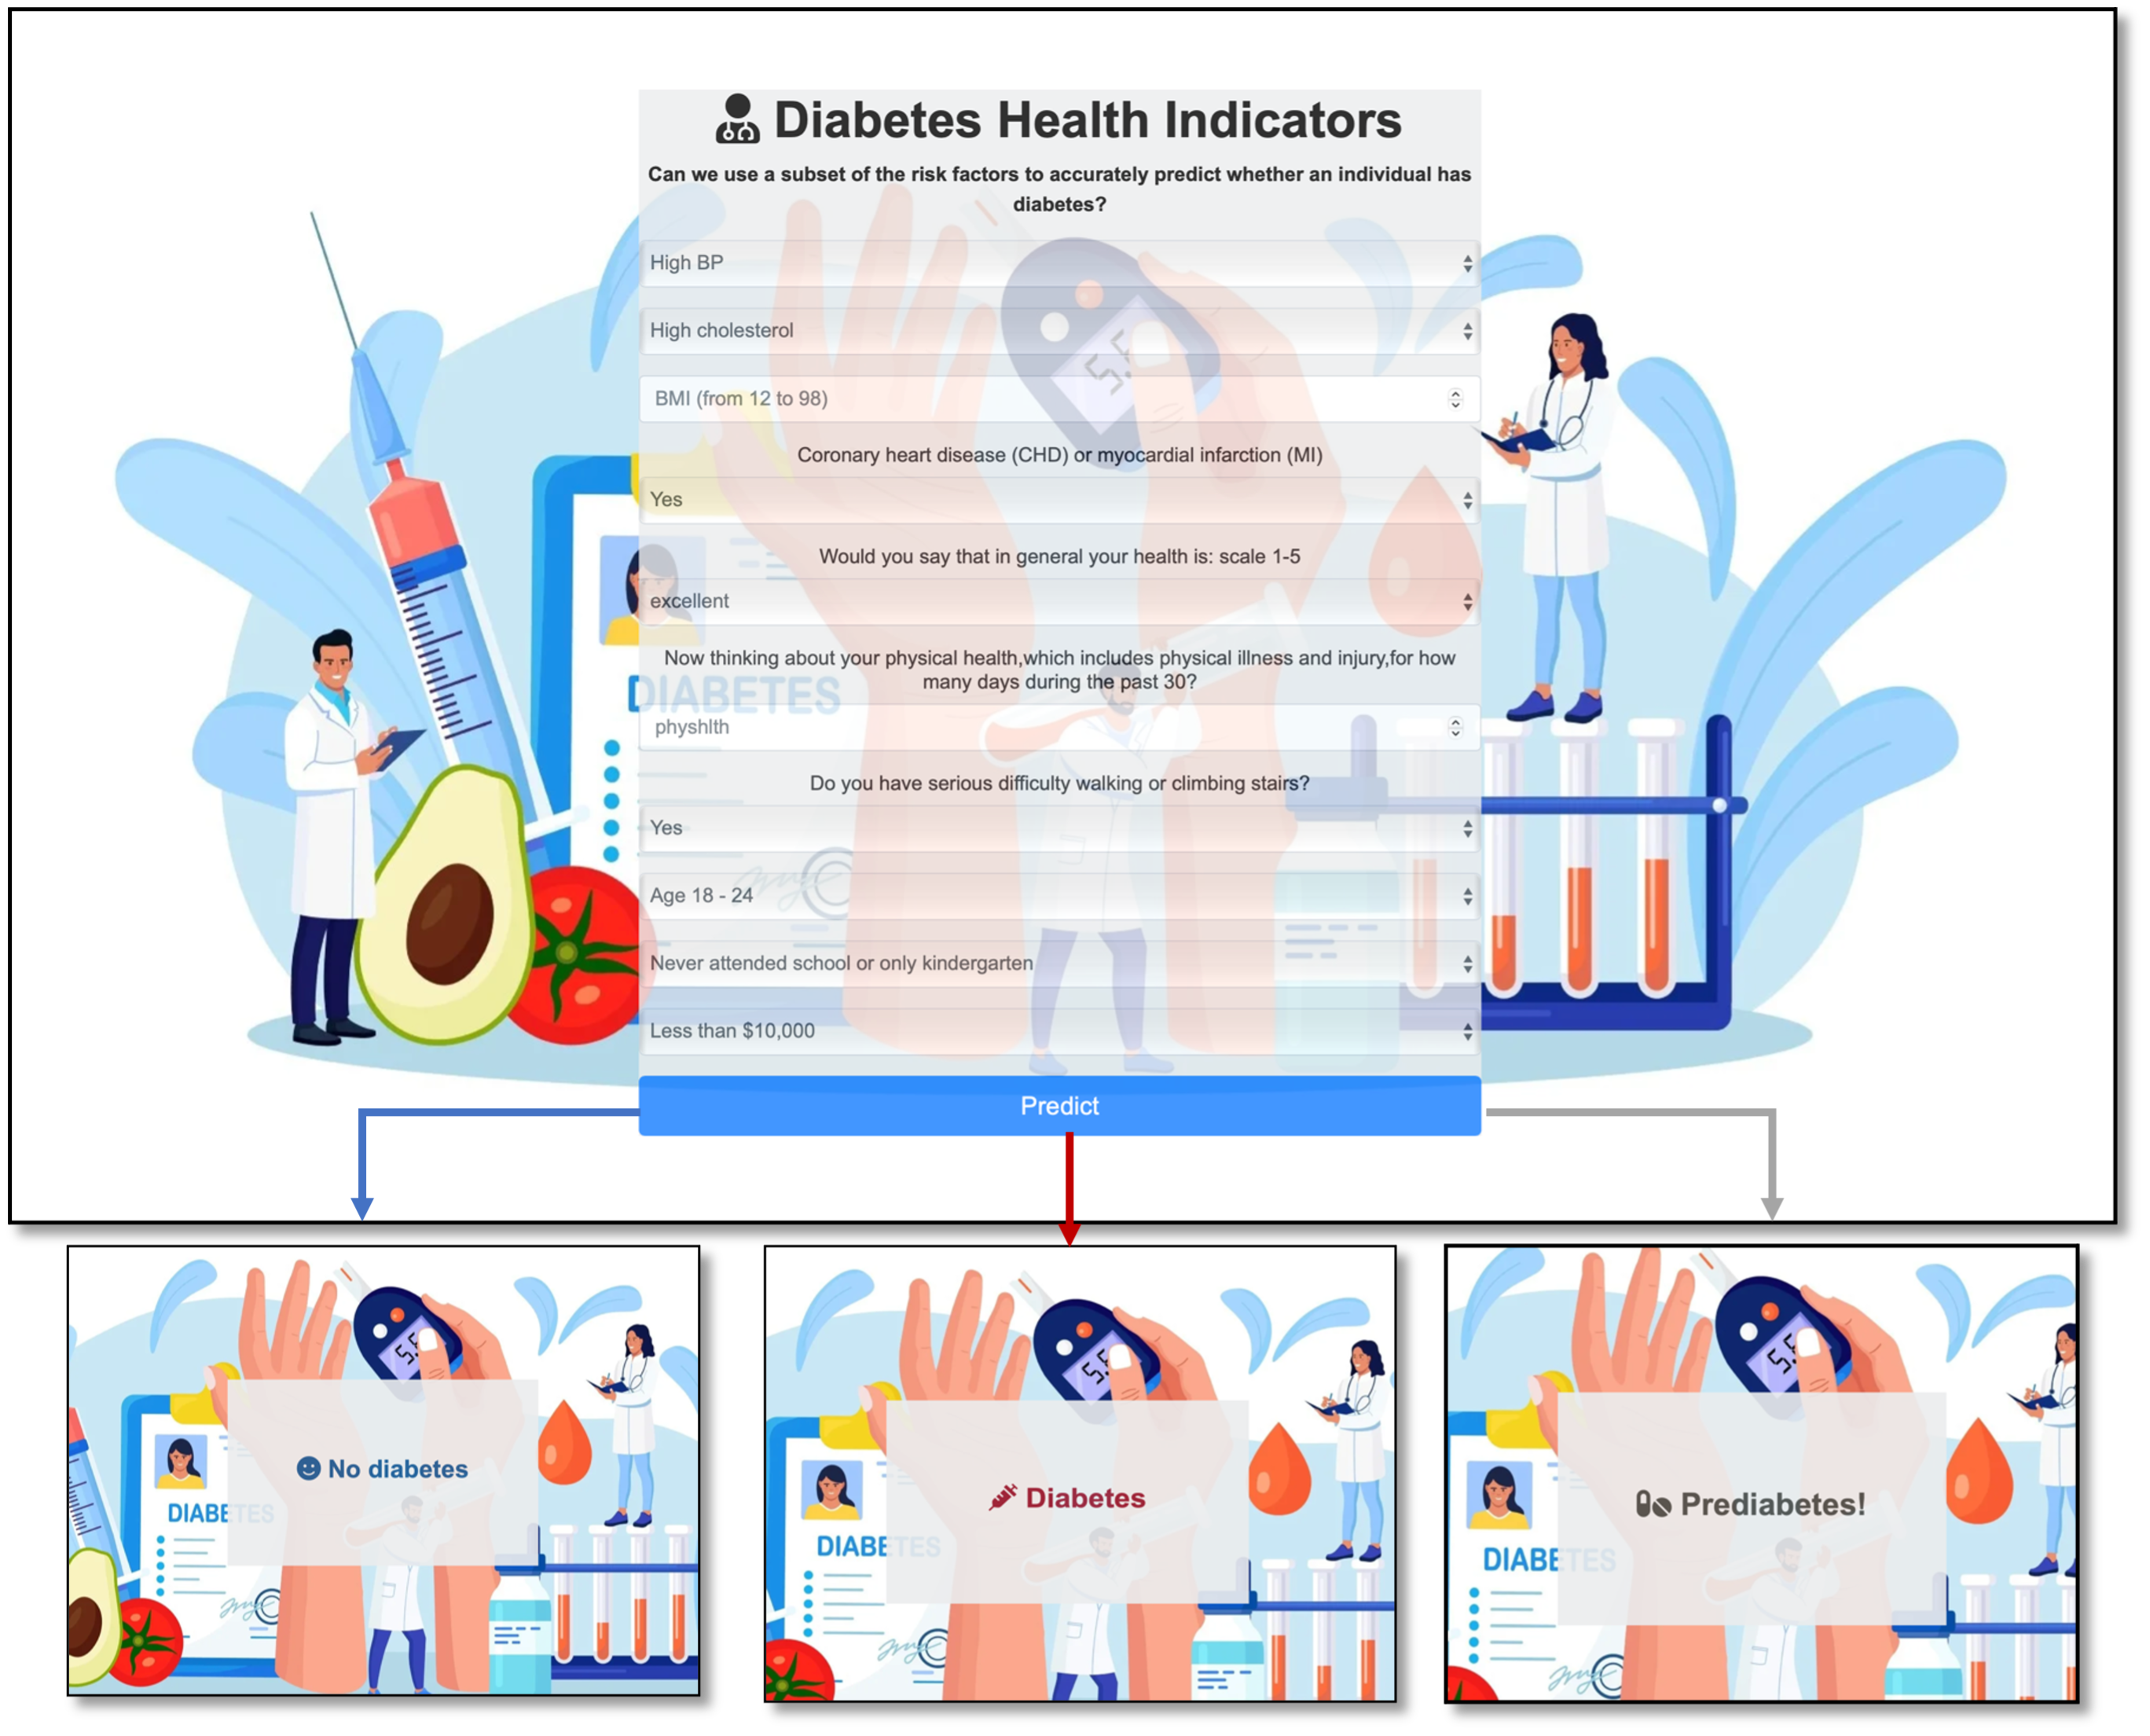 Diabetes Health Indicators
Can we use a subset of the risk factors to accurately predict whether an individual has
diabetes?
High BP
High cholesterol
BMI (from 12 to 98)
Coronary heart disease (CHD) or myocardial infarction (MI)
Yes
Would you say that in general your health is: scale 1-5
excellent
Now thinking about your physical health,which includes physical illness and injury,for how
many days during the past 30?
DIABETES
physhlth
Do you have serious difficulty walking or climbing stairs?
Yes
Age 18 - 24
Never attended school or only kindergarten
Less than $10,000
Predict
No diabetes
DIABETES
Diabetes
DIABETES
Prediabetes!
DIABETES